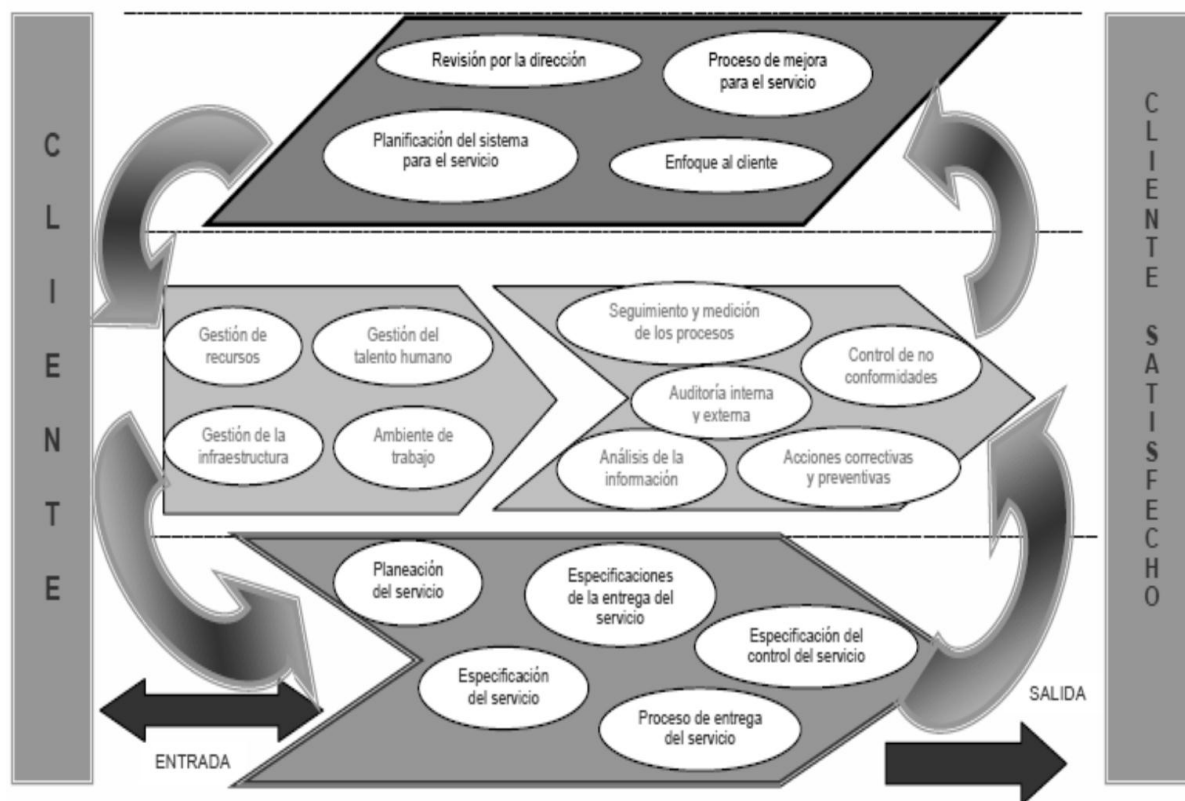 CLIENTE
Revisión por la dirección
Proceso de mejora
para el servicio
Planificación del sistema
para el servicio
Enfoque al cliente
Gestión de
recursos
Gestión del
talento humano
Gestión de la
infraestructura
Ambiente de
trabajo
Seguimiento y medición
de los procesos
Control de no
conformidades
Auditoría interna
y externa
Análisis de la
información
Acciones correctivas
y preventivas
Planeación
del servicio
Especificaciones
de la entrega del
servicio
Especificación del
control del servicio
Especificación
del servicio
Proceso de entrega
del servicio
ENTRADA
SALIDA
CLIENTE SATISFECHO